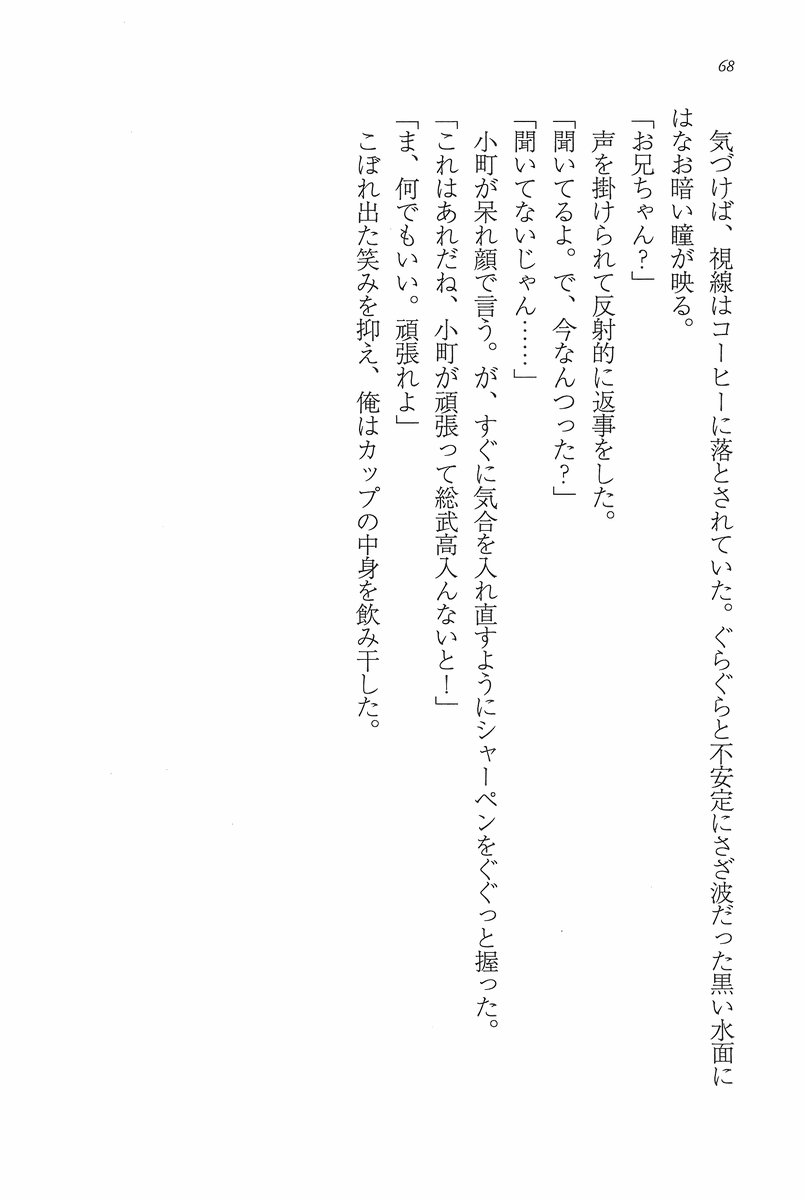 68
気づけば、視線はコーヒーに落とされていた。ぐらぐらと不安定にさざ波だった黒い水面に
はなお暗い瞳が映る。
「お兄ちゃん?」
声を掛けられて反射的に返事をした。
「聞いてるよ。で、今なんつった?」
「聞いてないじゃん……」
小町が呆れ顔で言う。が、すぐに気合を入れ直すようにシャーペンをぐぐっと握った。
「これはあれだね、小町が頑張って総武高入んないと!」
「ま、何でもいい。頑張れよ」
こぼれ出た笑みを抑え、俺はカップの中身を飲み干した。